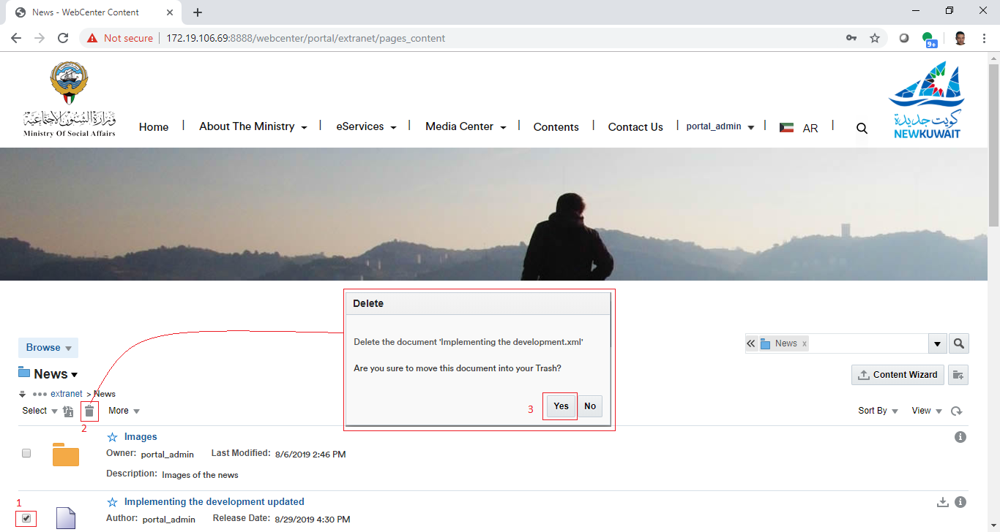 News - WebCenter Content
Not secure | 172.19.106.69:8888/webcenter/portal/extranet/pages_content
9+
وزارة الشئون الاجتماعية
Ministry Of Social Affairs
Home | About The Ministry | eServices | Media Center | Contents | Contact Us | portal_admin | AR |
كويت جديدة
NEWKUWAIT
Delete
Delete the document 'Implementing the development.xml'
Are you sure to move this document into your Trash?
3 Yes No
Browse
News x
News
Content Wizard
extranet > News
Select More
2
Sort By View
Images
Owner: portal_admin Last Modified: 8/6/2019 2:46 PM
Description: Images of the news
1
Implementing the development updated
Author: portal_admin Release Date: 8/29/2019 4:30 PM